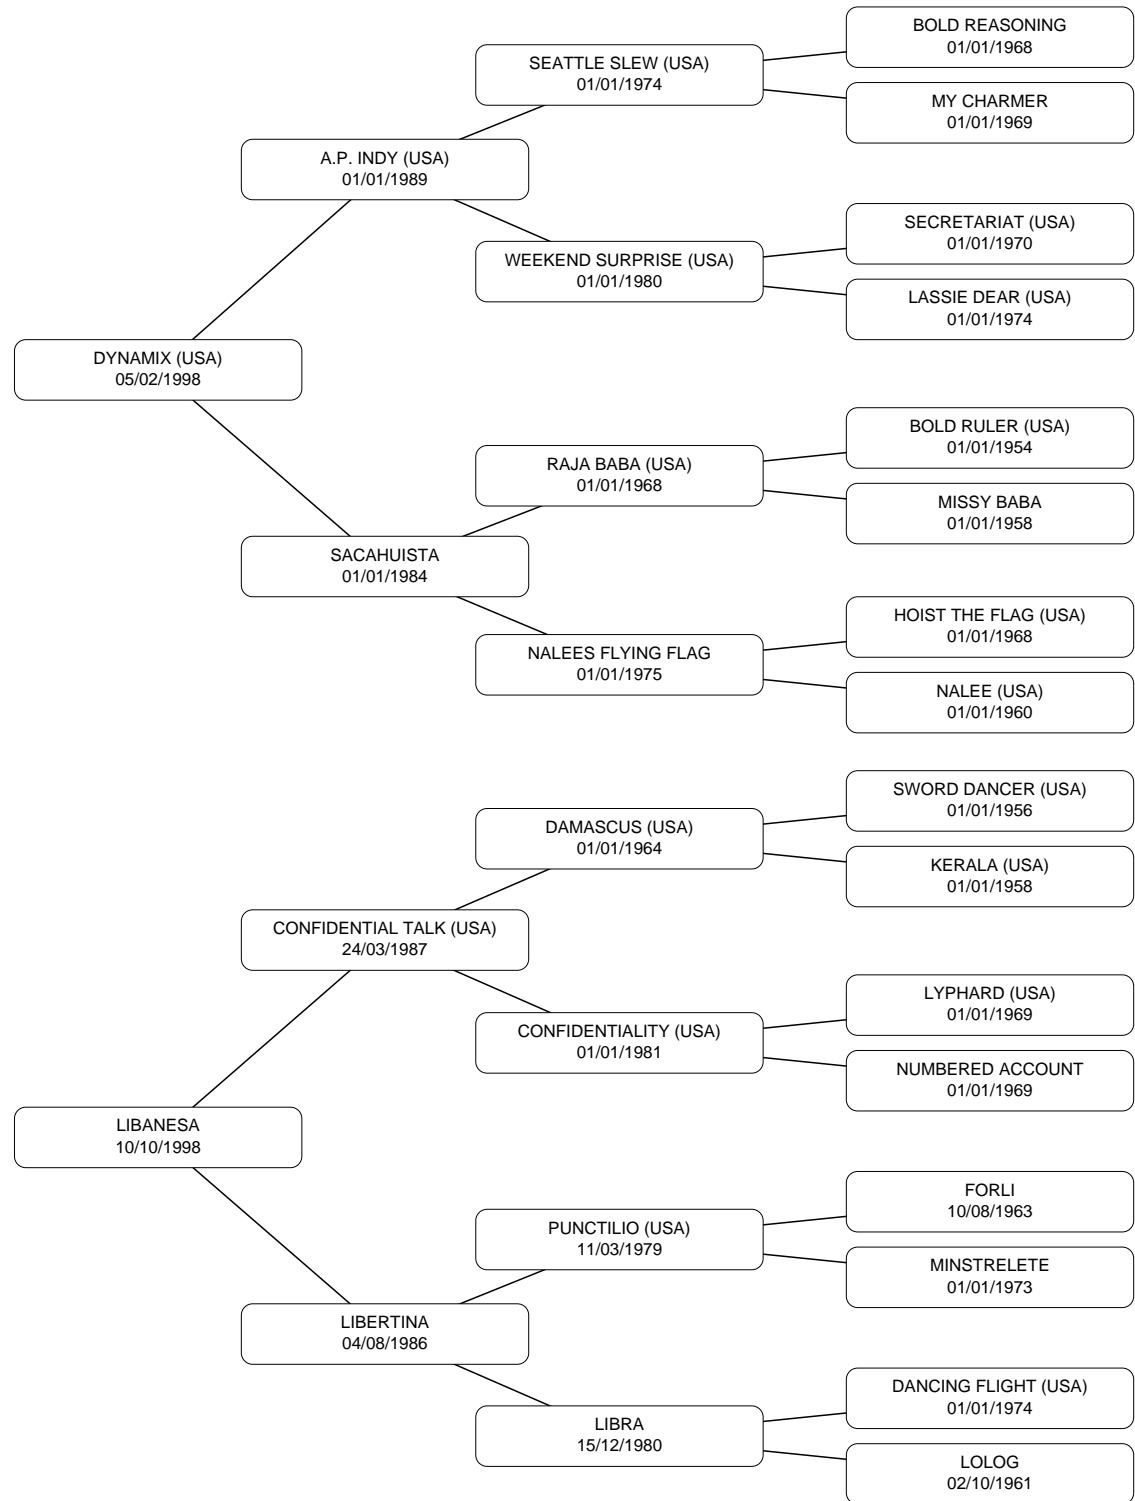 BOLD REASONING
01/01/1968
SEATTLE SLEW (USA)
01/01/1974
MY CHARMER
01/01/1969
A.P. INDY (USA)
01/01/1989
SECRETARIAT (USA)
01/01/1970
WEEKEND SURPRISE (USA)
01/01/1980
LASSIE DEAR (USA)
01/01/1974
DYNAMIX (USA)
05/02/1998
BOLD RULER (USA)
01/01/1954
RAJA BABA (USA)
01/01/1968
MISSY BABA
01/01/1958
SACAHUISTA
01/01/1984
HOIST THE FLAG (USA)
01/01/1968
NALEES FLYING FLAG
01/01/1975
NALEE (USA)
01/01/1960
SWORD DANCER (USA)
01/01/1956
DAMASCUS (USA)
01/01/1964
KERALA (USA)
01/01/1958
CONFIDENTIAL TALK (USA)
24/03/1987
LYPHARD (USA)
01/01/1969
CONFIDENTIALITY (USA)
01/01/1981
NUMBERED ACCOUNT
01/01/1969
LIBANESA
10/10/1998
FORLI
10/08/1963
PUNCTILIO (USA)
11/03/1979
MINSTRELETE
01/01/1973
LIBERTINA
04/08/1986
DANCING FLIGHT (USA)
01/01/1974
LIBRA
15/12/1980
LOLOG
02/10/1961